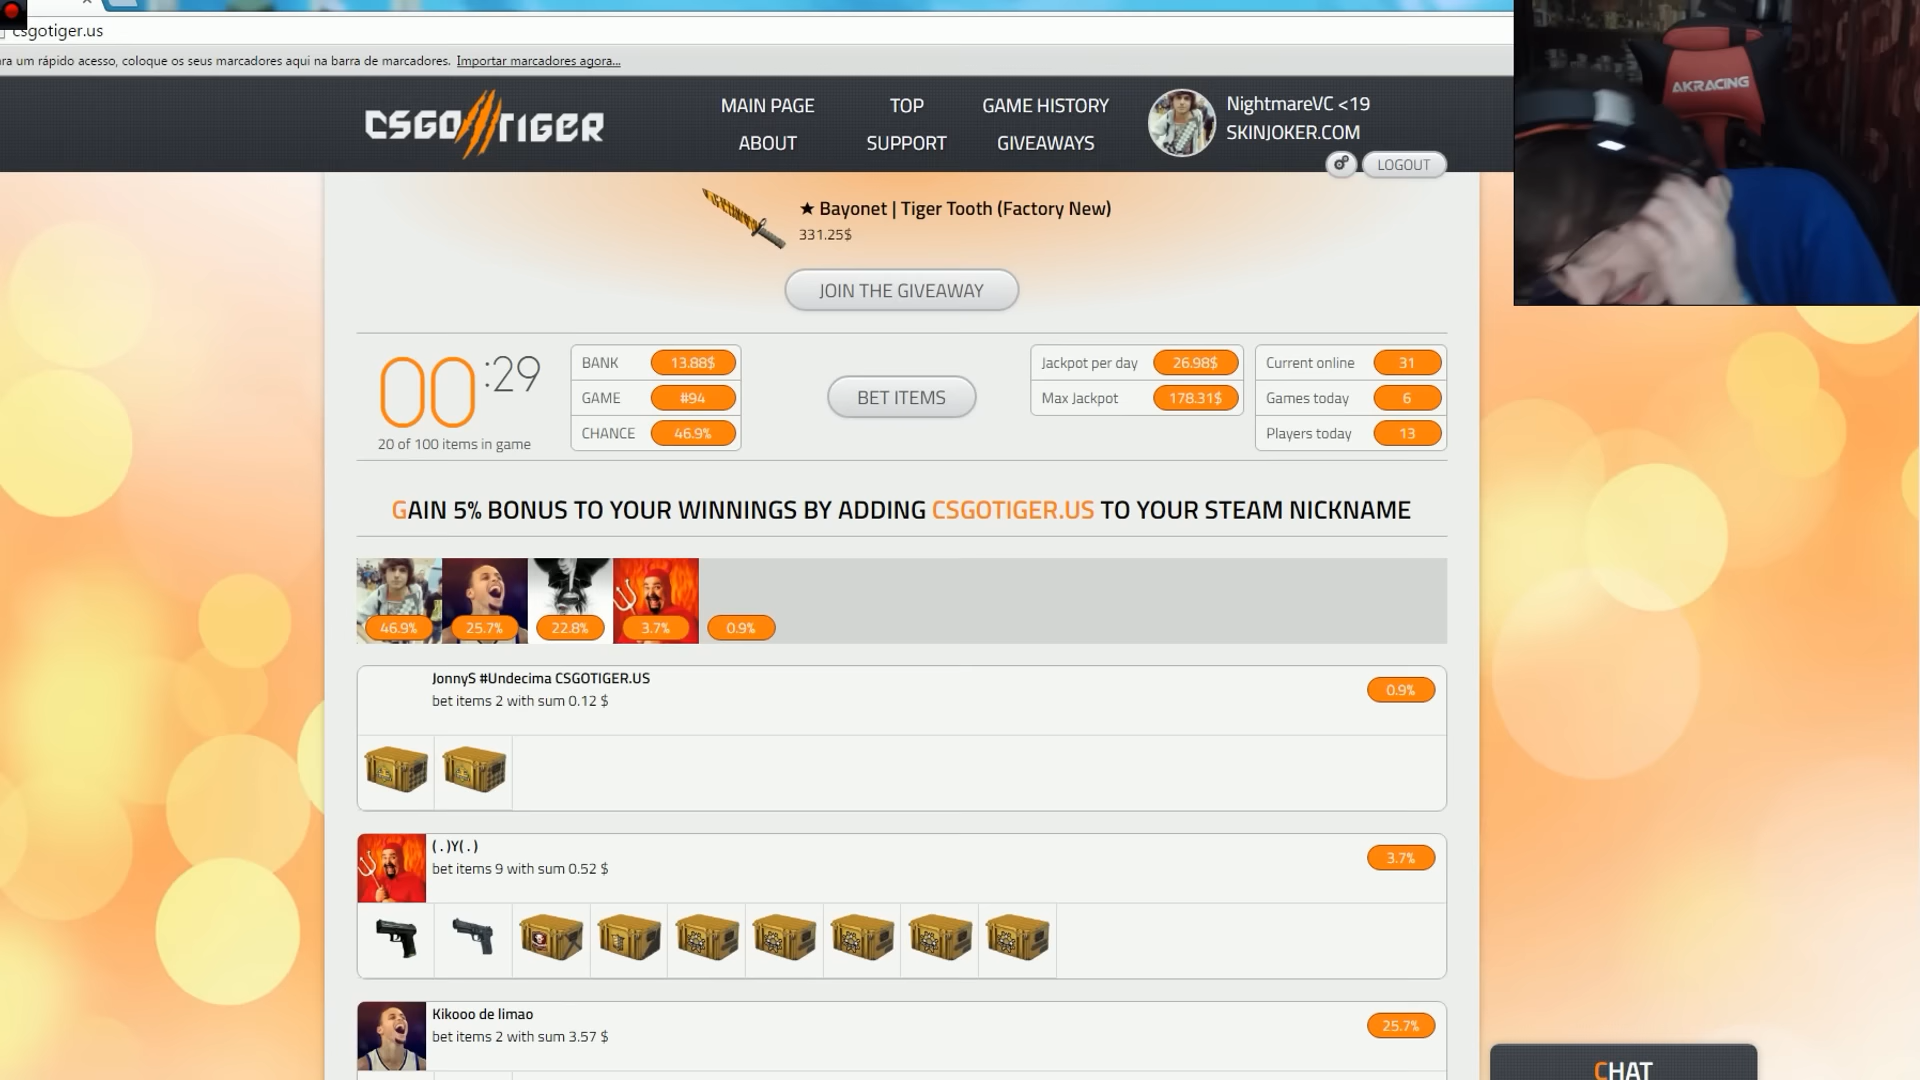 csgotiger.us
ra um rápido acesso, coloque os seus marcadores aqui na barra de marcadores. Importar marcadores agora...
CSGO TIGER
MAIN PAGE TOP GAME HISTORY
ABOUT SUPPORT GIVEAWAYS
NightmareVC <19
SKINJOKER.COM
LOGOUT
AKRACING
★ Bayonet | Tiger Tooth (Factory New)
331.25$
JOIN THE GIVEAWAY
00:29
20 of 100 items in game
BANK 13.88$
GAME #94
CHANCE 46.9%
BET ITEMS
Jackpot per day 26.98$
Max Jackpot 178.31$
Current online 31
Games today 6
Players today 13
GAIN 5% BONUS TO YOUR WINNINGS BY ADDING CSGOTIGER.US TO YOUR STEAM NICKNAME
46.9% 25.7% 22.8% 3.7% 0.9%
JonnyS #Undecima CSGOTIGER.US
bet items 2 with sum 0.12 $
0.9%
(.)Y(.)
bet items 9 with sum 0.52 $
3.7%
Kikooo de limao
bet items 2 with sum 3.57 $
25.7%
CHAT